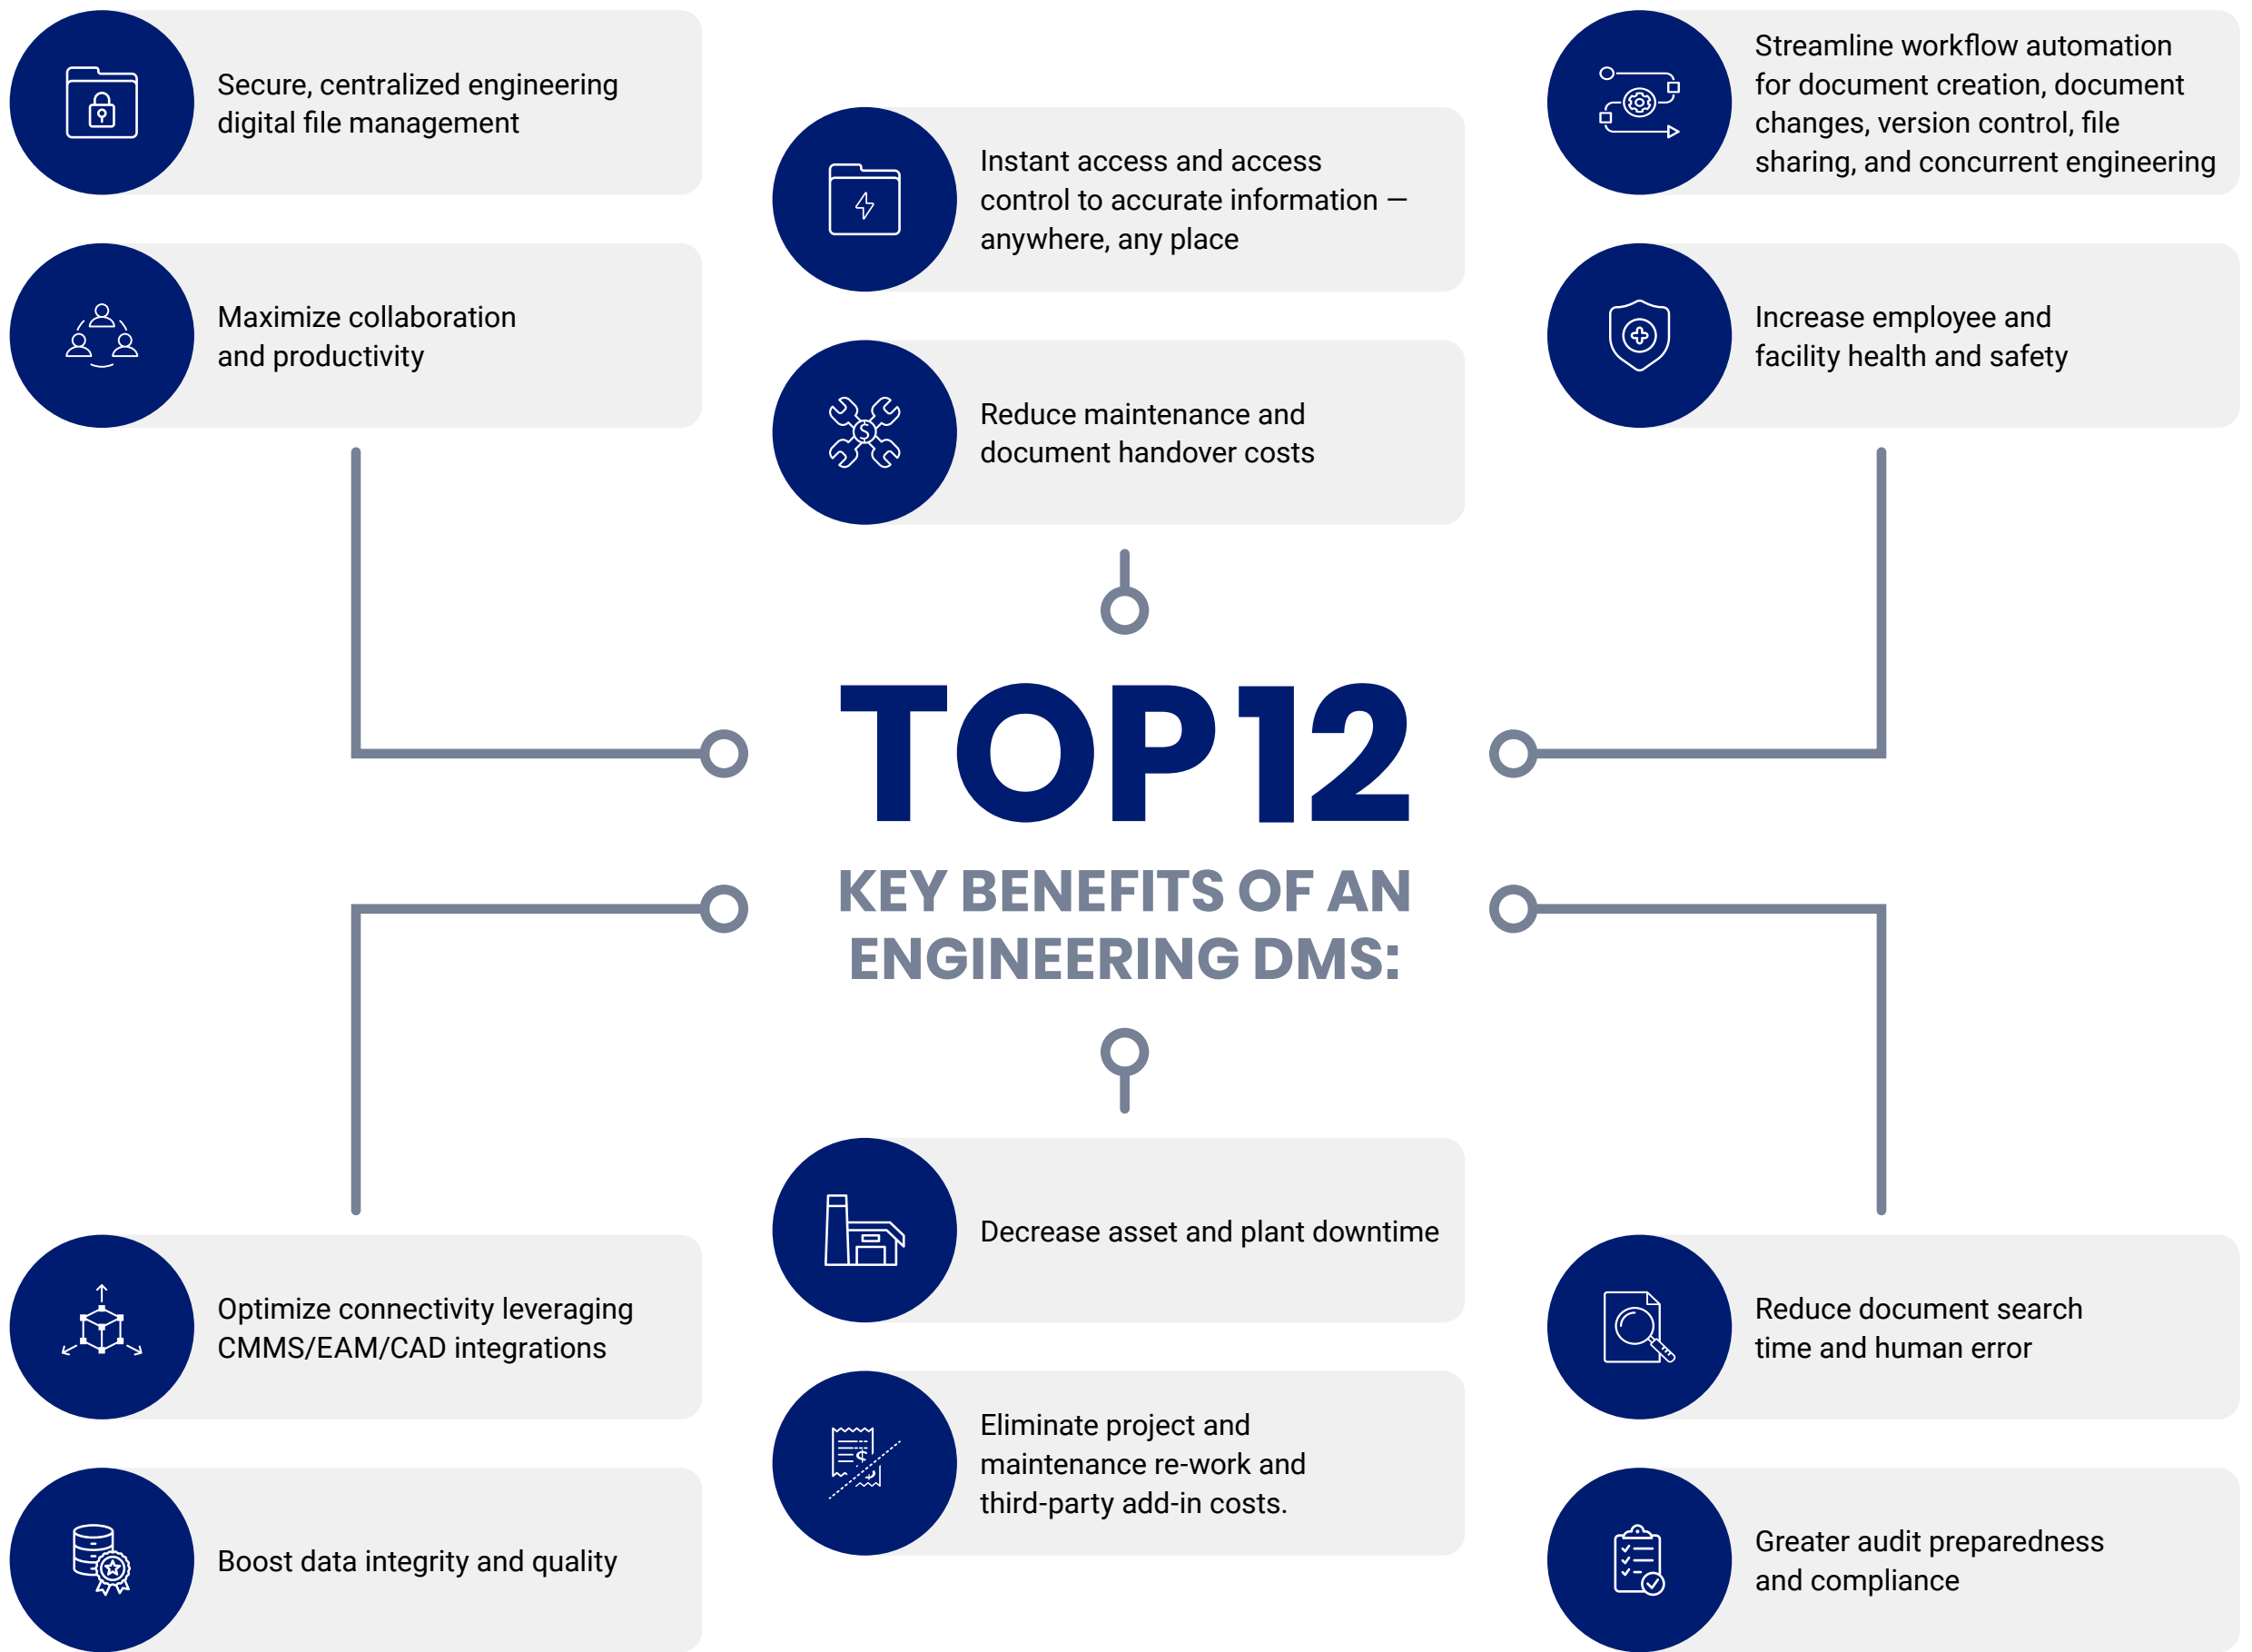 Secure, centralized engineering
digital file management
Maximize collaboration
and productivity
Instant access and access
control to accurate information —
anywhere, any place
Reduce maintenance and
document handover costs
Streamline workflow automation
for document creation, document
changes, version control, file
sharing, and concurrent engineering
Increase employee and
facility health and safety
TOP 12
KEY BENEFITS OF AN
ENGINEERING DMS:
Optimize connectivity leveraging
CMMS/EAM/CAD integrations
Boost data integrity and quality
Decrease asset and plant downtime
Eliminate project and
maintenance re-work and
third-party add-in costs.
Reduce document search
time and human error
Greater audit preparedness
and compliance